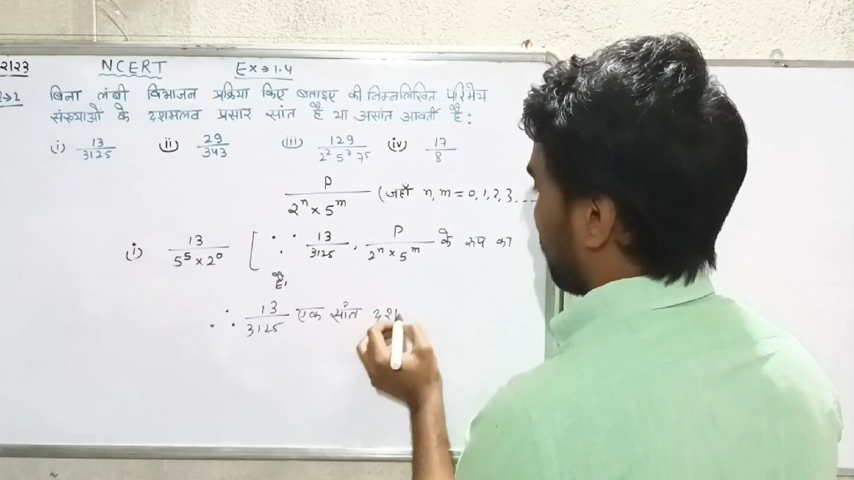 2123 NCERT Ex→1.4
बिना लंबी विभाजन प्रक्रिया किए बताइए की निम्नलिखित परिमेय
संख्याओं के दशमलव प्रसार सांत है या असांत आवर्ती है:
(i) 13/3125 (ii) 29/343 (iii) 129/2² 5⁷ 7⁵ (iv) 17/8
P/2ⁿ × 5ᵐ (जहाँ n, m = 0,1,2,3 ....
(i) 13/5⁵ × 2⁰ [ ∵ 13/3125, P/2ⁿ × 5ᵐ के रूप का
है।
∴ 13/3125 एक सांत दश